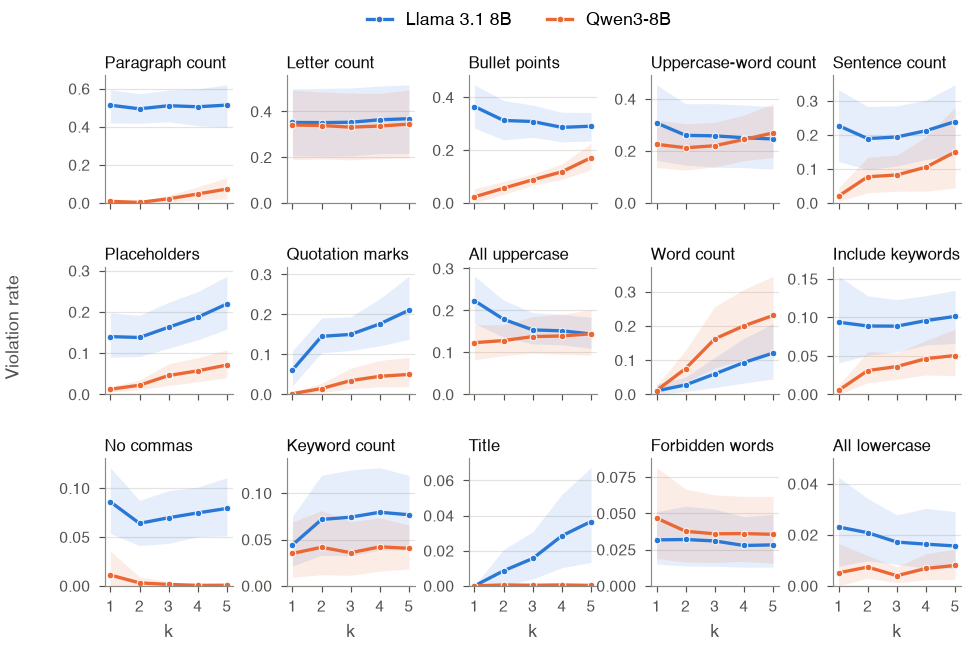 Llama 3.1 8B Qwen3-8B
Paragraph count Letter count Bullet points Uppercase-word count Sentence count
0.6 0.4 0.2 0.0
0.4 0.2 0.0
0.4 0.2 0.0
0.4 0.2 0.0
0.3 0.2 0.1 0.0
Violation rate
Placeholders Quotation marks All uppercase Word count Include keywords
0.3 0.2 0.1 0.0
0.3 0.2 0.1 0.0
0.3 0.2 0.1 0.0
0.3 0.2 0.1 0.0
0.15 0.10 0.05 0.00
No commas Keyword count Title Forbidden words All lowercase
0.10 0.05 0.00
0.10 0.05 0.00
0.06 0.04 0.02 0.00
0.075 0.050 0.025 0.000
0.04 0.02 0.00
1 2 3 4 5 1 2 3 4 5 1 2 3 4 5 1 2 3 4 5 1 2 3 4 5
k k k k k